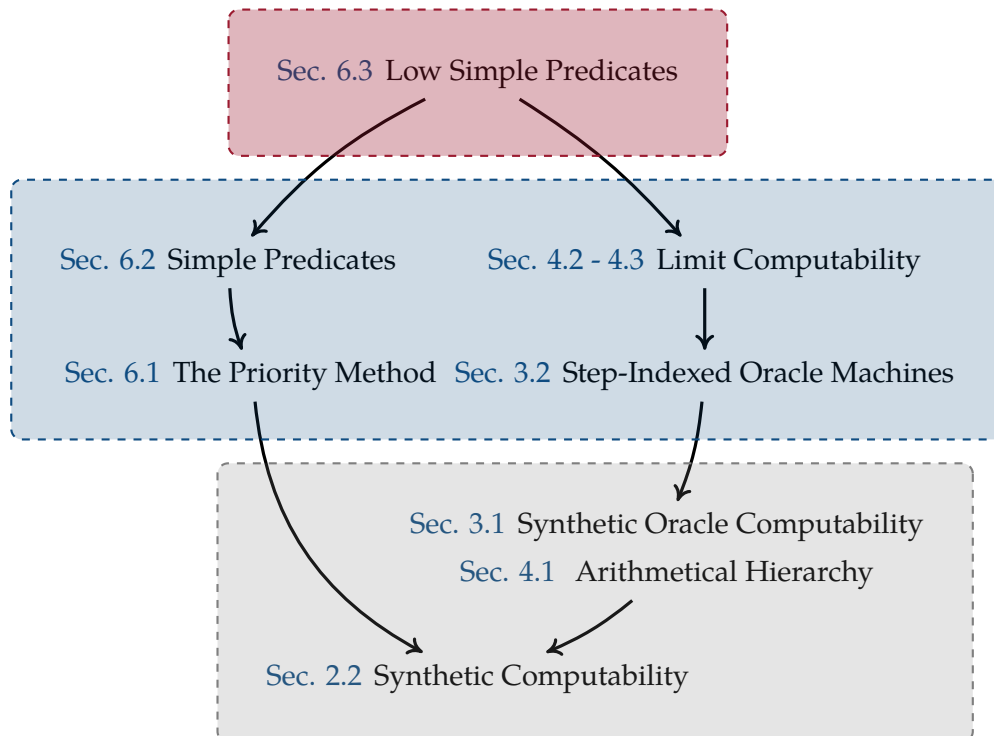 Sec. 6.3 Low Simple Predicates
Sec. 6.2 Simple Predicates
Sec. 4.2 - 4.3 Limit Computability
Sec. 6.1 The Priority Method
Sec. 3.2 Step-Indexed Oracle Machines
Sec. 3.1 Synthetic Oracle Computability
Sec. 4.1 Arithmetical Hierarchy
Sec. 2.2 Synthetic Computability